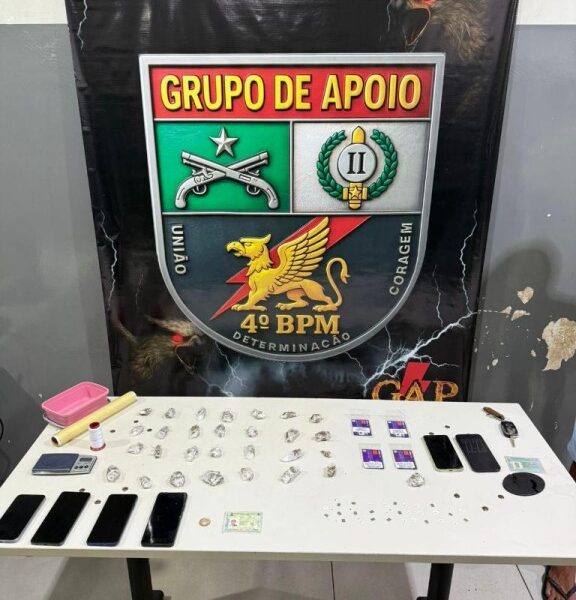 GRUPO DE APOIO
II
UNIÃO
CORAGEM
4º BPM
DETERMINAÇÃO
GAP